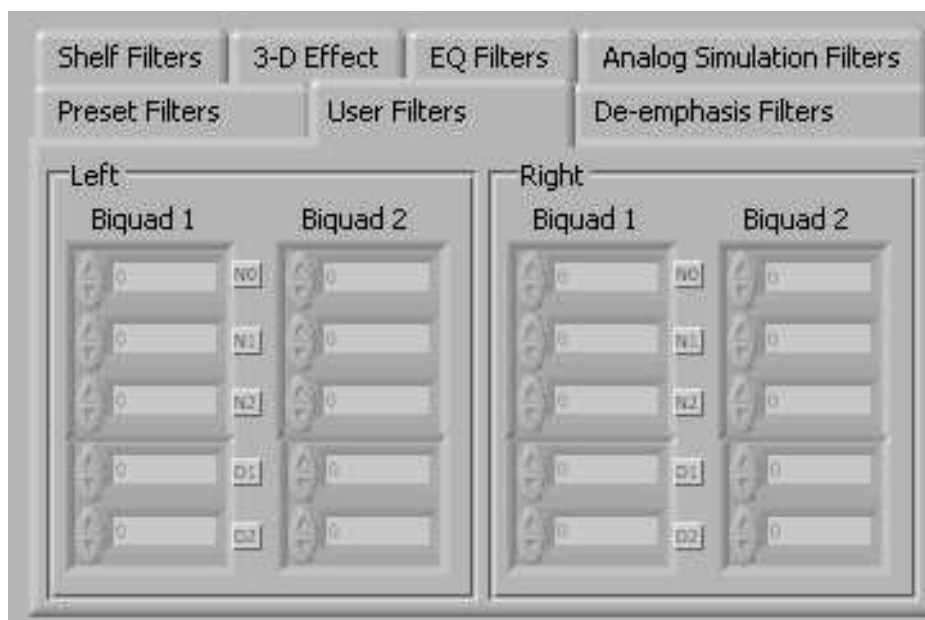 Shelf Filters 3-D Effect EQ Filters Analog Simulation Filters
Preset Filters User Filters De-emphasis Filters
Left Right
Biquad 1 Biquad 2 Biquad 1 Biquad 2
0 N0 0 0 N0 0
0 N1 0 0 N1 0
0 N2 0 0 N2 0
0 D1 0 0 D1 0
0 D2 0 0 D2 0